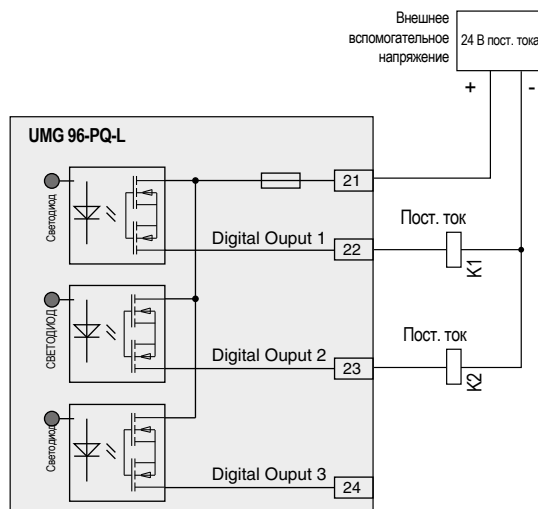 Внешнее
вспомогательное
напряжение
24 В пост. тока
+
-
UMG 96-PQ-L
Светодиод
21
Digital Ouput 1
22
Пост. ток
K1
СВЕТОДИОД
Digital Ouput 2
23
Пост. ток
K2
Светодиод
Digital Ouput 3
24